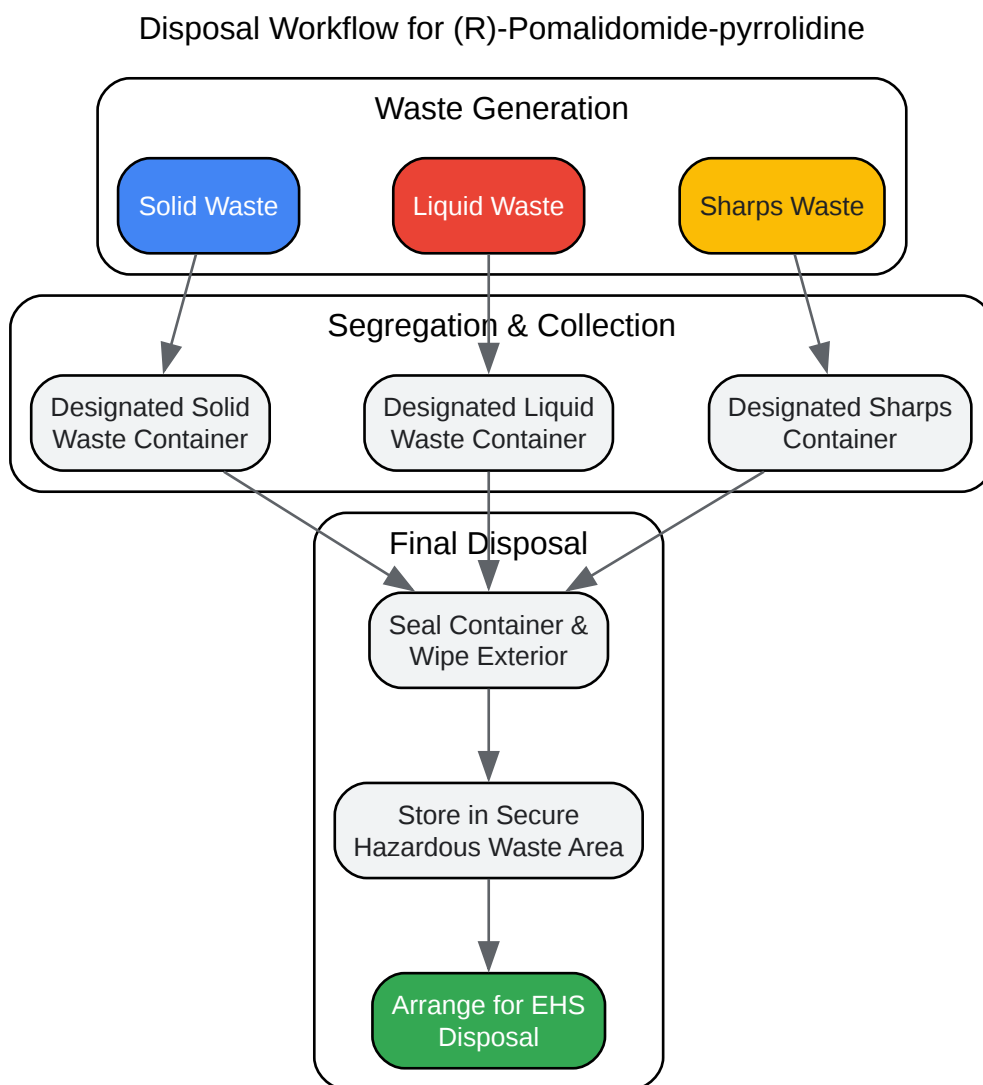 Disposal Workflow for (R)-Pomalidomide-pyrrolidine
Waste Generation
Solid Waste
Liquid Waste
Sharps Waste
Segregation & Collection
Designated Solid
Waste Container
Designated Liquid
Waste Container
Designated Sharps
Container
Final Disposal
Seal Container &
Wipe Exterior
Store in Secure
Hazardous Waste Area
Arrange for EHS
Disposal